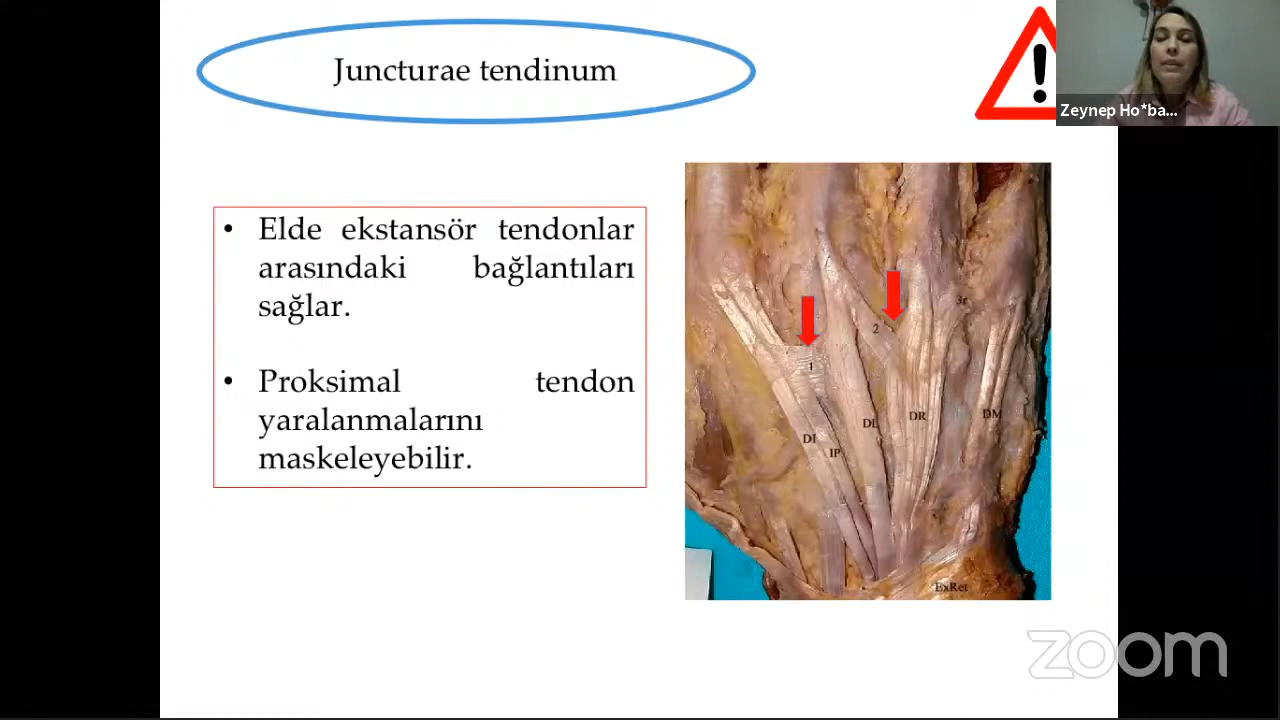 Juncturae tendinum
Zeynep Ho*ba...
• Elde ekstansör tendonlar
arasındaki bağlantıları
sağlar.
• Proksimal tendon
yaralanmalarını
maskeleyebilir.
3r
2
1
DI
IP
DL
DR
DM
ExRet
zoom